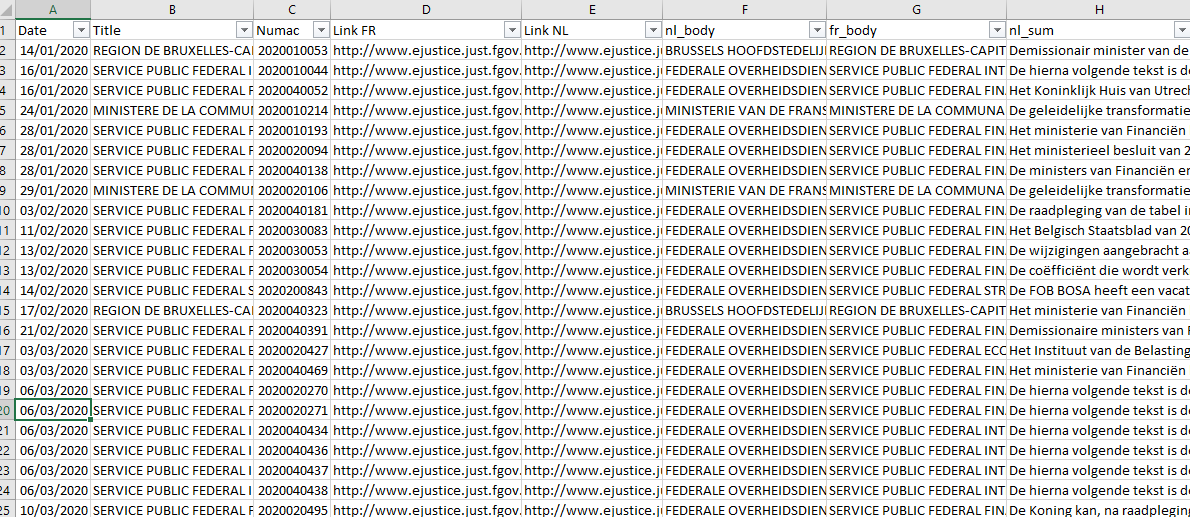 A B C D E F G H
1 Date Title Numac Link FR Link NL nl_body fr_body nl_sum
2 14/01/2020 REGION DE BRUXELLES-CA 2020010053 http://www.ejustice.just.fgov. http://www.ejustice.j BRUSSELS HOOFDSTEDELIJ REGION DE BRUXELLES-CAPIT Demissionair minister van de
3 16/01/2020 SERVICE PUBLIC FEDERAL I 2020010044 http://www.ejustice.just.fgov. http://www.ejustice.j FEDERALE OVERHEIDSDIEN SERVICE PUBLIC FEDERAL INT De hierna volgende tekst is de
4 16/01/2020 SERVICE PUBLIC FEDERAL F 2020040052 http://www.ejustice.just.fgov. http://www.ejustice.j FEDERALE OVERHEIDSDIEN SERVICE PUBLIC FEDERAL FIN Het Koninklijk Huis van Utrech
5 24/01/2020 MINISTERE DE LA COMMU 2020010214 http://www.ejustice.just.fgov. http://www.ejustice.j MINISTERIE VAN DE FRANS MINISTERE DE LA COMMUNA De geleidelijke transformatie
6 28/01/2020 SERVICE PUBLIC FEDERAL F 2020010193 http://www.ejustice.just.fgov. http://www.ejustice.j FEDERALE OVERHEIDSDIEN SERVICE PUBLIC FEDERAL FIN Het ministerie van Financiën
7 28/01/2020 SERVICE PUBLIC FEDERAL F 2020020094 http://www.ejustice.just.fgov. http://www.ejustice.j FEDERALE OVERHEIDSDIEN SERVICE PUBLIC FEDERAL FIN Het ministerieel besluit van 2
8 28/01/2020 SERVICE PUBLIC FEDERAL F 2020040138 http://www.ejustice.just.fgov. http://www.ejustice.j FEDERALE OVERHEIDSDIEN SERVICE PUBLIC FEDERAL FIN De ministers van Financiën er
9 29/01/2020 MINISTERE DE LA COMMU 2020020106 http://www.ejustice.just.fgov. http://www.ejustice.j MINISTERIE VAN DE FRANS MINISTERE DE LA COMMUNA De geleidelijke transformatie
10 03/02/2020 SERVICE PUBLIC FEDERAL F 2020040181 http://www.ejustice.just.fgov. http://www.ejustice.j FEDERALE OVERHEIDSDIEN SERVICE PUBLIC FEDERAL FIN De raadpleging van de tabel in
11 11/02/2020 SERVICE PUBLIC FEDERAL F 2020030083 http://www.ejustice.just.fgov. http://www.ejustice.j FEDERALE OVERHEIDSDIEN SERVICE PUBLIC FEDERAL FIN Het Belgisch Staatsblad van 20
12 13/02/2020 SERVICE PUBLIC FEDERAL F 2020030053 http://www.ejustice.just.fgov. http://www.ejustice.j FEDERALE OVERHEIDSDIEN SERVICE PUBLIC FEDERAL FIN De wijzigingen aangebracht aa
13 13/02/2020 SERVICE PUBLIC FEDERAL F 2020030054 http://www.ejustice.just.fgov. http://www.ejustice.j FEDERALE OVERHEIDSDIEN SERVICE PUBLIC FEDERAL FIN De coëfficiënt die wordt verk
14 14/02/2020 SERVICE PUBLIC FEDERAL S 2020200843 http://www.ejustice.just.fgov. http://www.ejustice.j FEDERALE OVERHEIDSDIEN SERVICE PUBLIC FEDERAL STR De FOB BOSA heeft een vacat
15 17/02/2020 REGION DE BRUXELLES-CA 2020040323 http://www.ejustice.just.fgov. http://www.ejustice.j BRUSSELS HOOFDSTEDELIJ REGION DE BRUXELLES-CAPIT Het ministerie van Financiën
16 21/02/2020 SERVICE PUBLIC FEDERAL F 2020040391 http://www.ejustice.just.fgov. http://www.ejustice.j FEDERALE OVERHEIDSDIEN SERVICE PUBLIC FEDERAL FIN Demissionaire ministers van F
17 03/03/2020 SERVICE PUBLIC FEDERAL E 2020020427 http://www.ejustice.just.fgov. http://www.ejustice.j FEDERALE OVERHEIDSDIEN SERVICE PUBLIC FEDERAL ECC Het Instituut van de Belasting
18 03/03/2020 SERVICE PUBLIC FEDERAL F 2020040469 http://www.ejustice.just.fgov. http://www.ejustice.j FEDERALE OVERHEIDSDIEN SERVICE PUBLIC FEDERAL FIN Het ministerie van Financiën
19 06/03/2020 SERVICE PUBLIC FEDERAL F 2020020270 http://www.ejustice.just.fgov. http://www.ejustice.j FEDERALE OVERHEIDSDIEN SERVICE PUBLIC FEDERAL FIN De hierna volgende tekst is de
20 06/03/2020 SERVICE PUBLIC FEDERAL F 2020020271 http://www.ejustice.just.fgov. http://www.ejustice.j FEDERALE OVERHEIDSDIEN SERVICE PUBLIC FEDERAL FIN De hierna volgende tekst is de
21 06/03/2020 SERVICE PUBLIC FEDERAL I 2020040434 http://www.ejustice.just.fgov. http://www.ejustice.j FEDERALE OVERHEIDSDIEN SERVICE PUBLIC FEDERAL INT De hierna volgende tekst is de
22 06/03/2020 SERVICE PUBLIC FEDERAL I 2020040436 http://www.ejustice.just.fgov. http://www.ejustice.j FEDERALE OVERHEIDSDIEN SERVICE PUBLIC FEDERAL INT De hierna volgende tekst is de
23 06/03/2020 SERVICE PUBLIC FEDERAL I 2020040437 http://www.ejustice.just.fgov. http://www.ejustice.j FEDERALE OVERHEIDSDIEN SERVICE PUBLIC FEDERAL INT De hierna volgende tekst is de
24 06/03/2020 SERVICE PUBLIC FEDERAL I 2020040438 http://www.ejustice.just.fgov. http://www.ejustice.j FEDERALE OVERHEIDSDIEN SERVICE PUBLIC FEDERAL INT De hierna volgende tekst is de
25 10/03/2020 SERVICE PUBLIC FEDERAL F 2020020495 http://www.ejustice.just.fgov. http://www.ejustice.j FEDERALE OVERHEIDSDIEN SERVICE PUBLIC FEDERAL FIN De Koning kan, na raadpleging